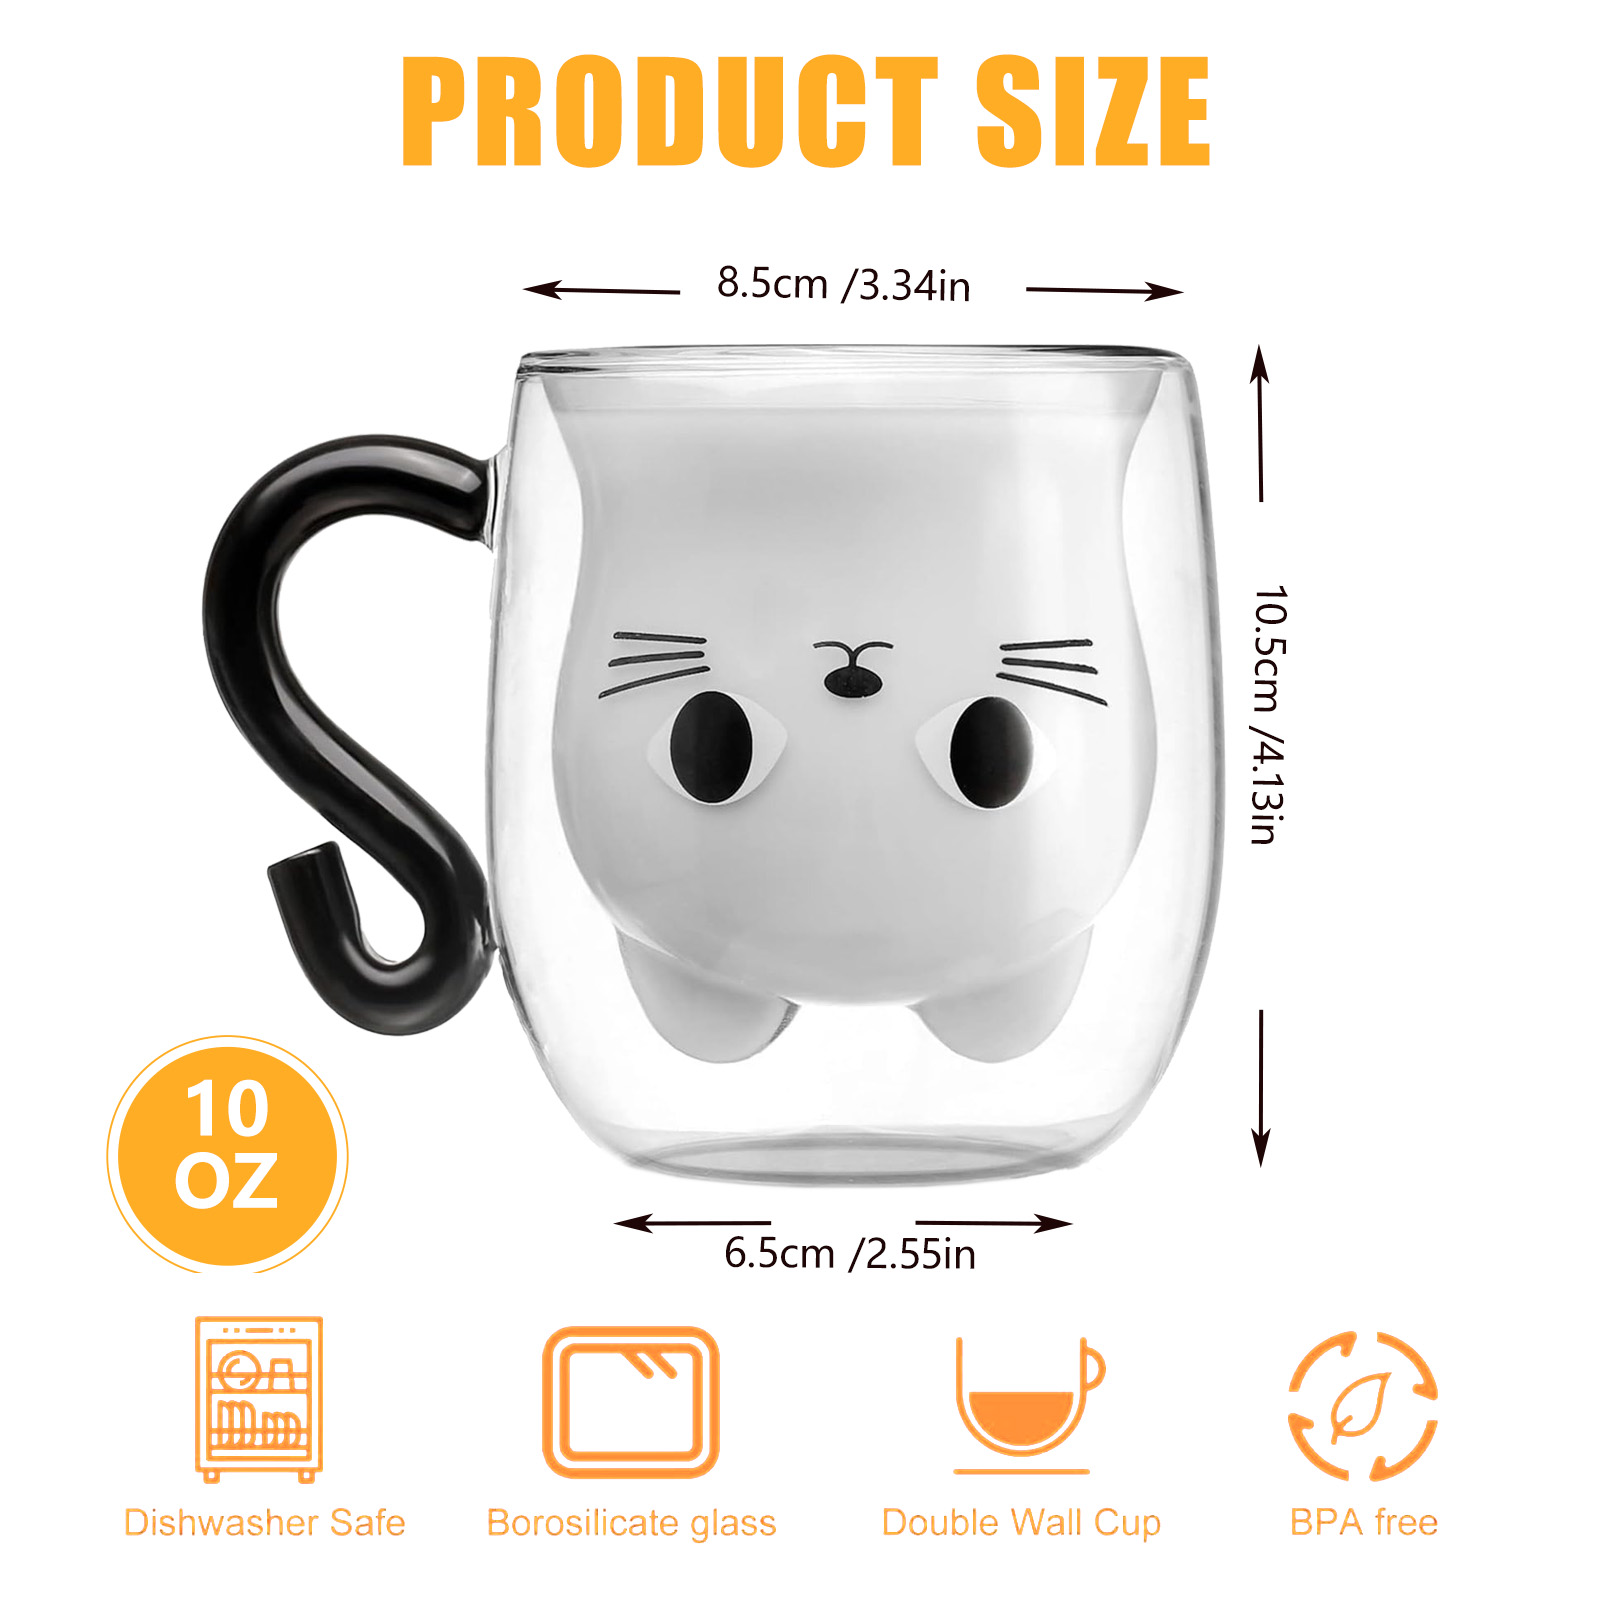 PRODUCT SIZE
8.5cm /3.34in
10.5cm /4.13in
10
OZ
6.5cm /2.55in
Dishwasher Safe
Borosilicate glass
Double Wall Cup
BPA free